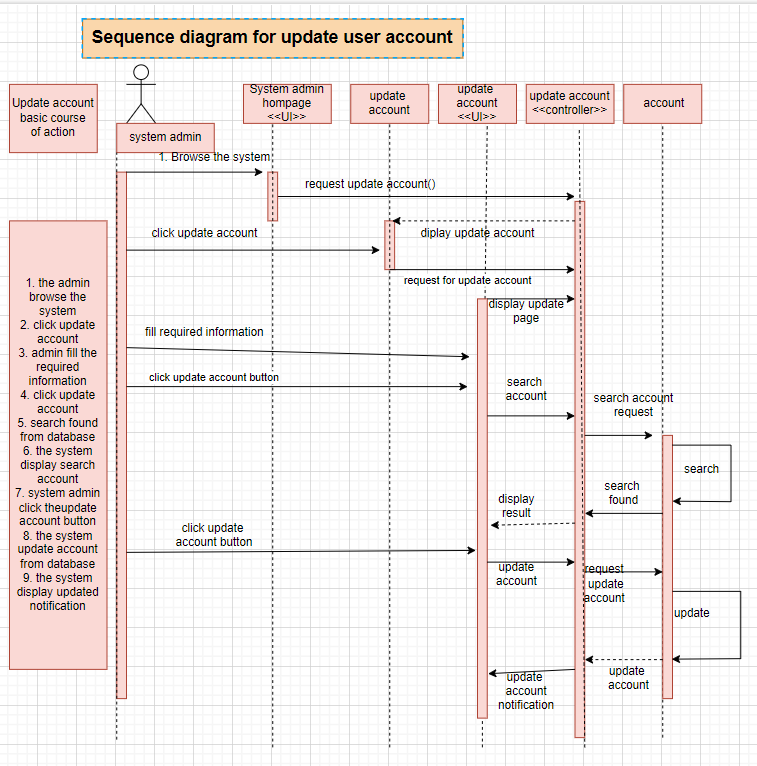 Sequence diagram for update user account
Update account
basic course
of action
system admin
System admin
hompage
<<UI>>
update
account
update
account
<<UI>>
update account
<<controller>>
account
1. Browse the system
request update account()
click update account
diplay update account
request for update account
display update
page
fill required information
click update account button
search
account
search account
request
search
search
found
display
result
click update
account button
update
account
request
update
account
update
update
account
update
account
notification
1. the admin
browse the
system
2. click update
account
3. admin fill the
required
information
4. click update
account
5. search found
from database
6. the system
display search
account
7. system admin
click theupdate
account button
8. the system
update account
from database
9. the system
display updated
notification